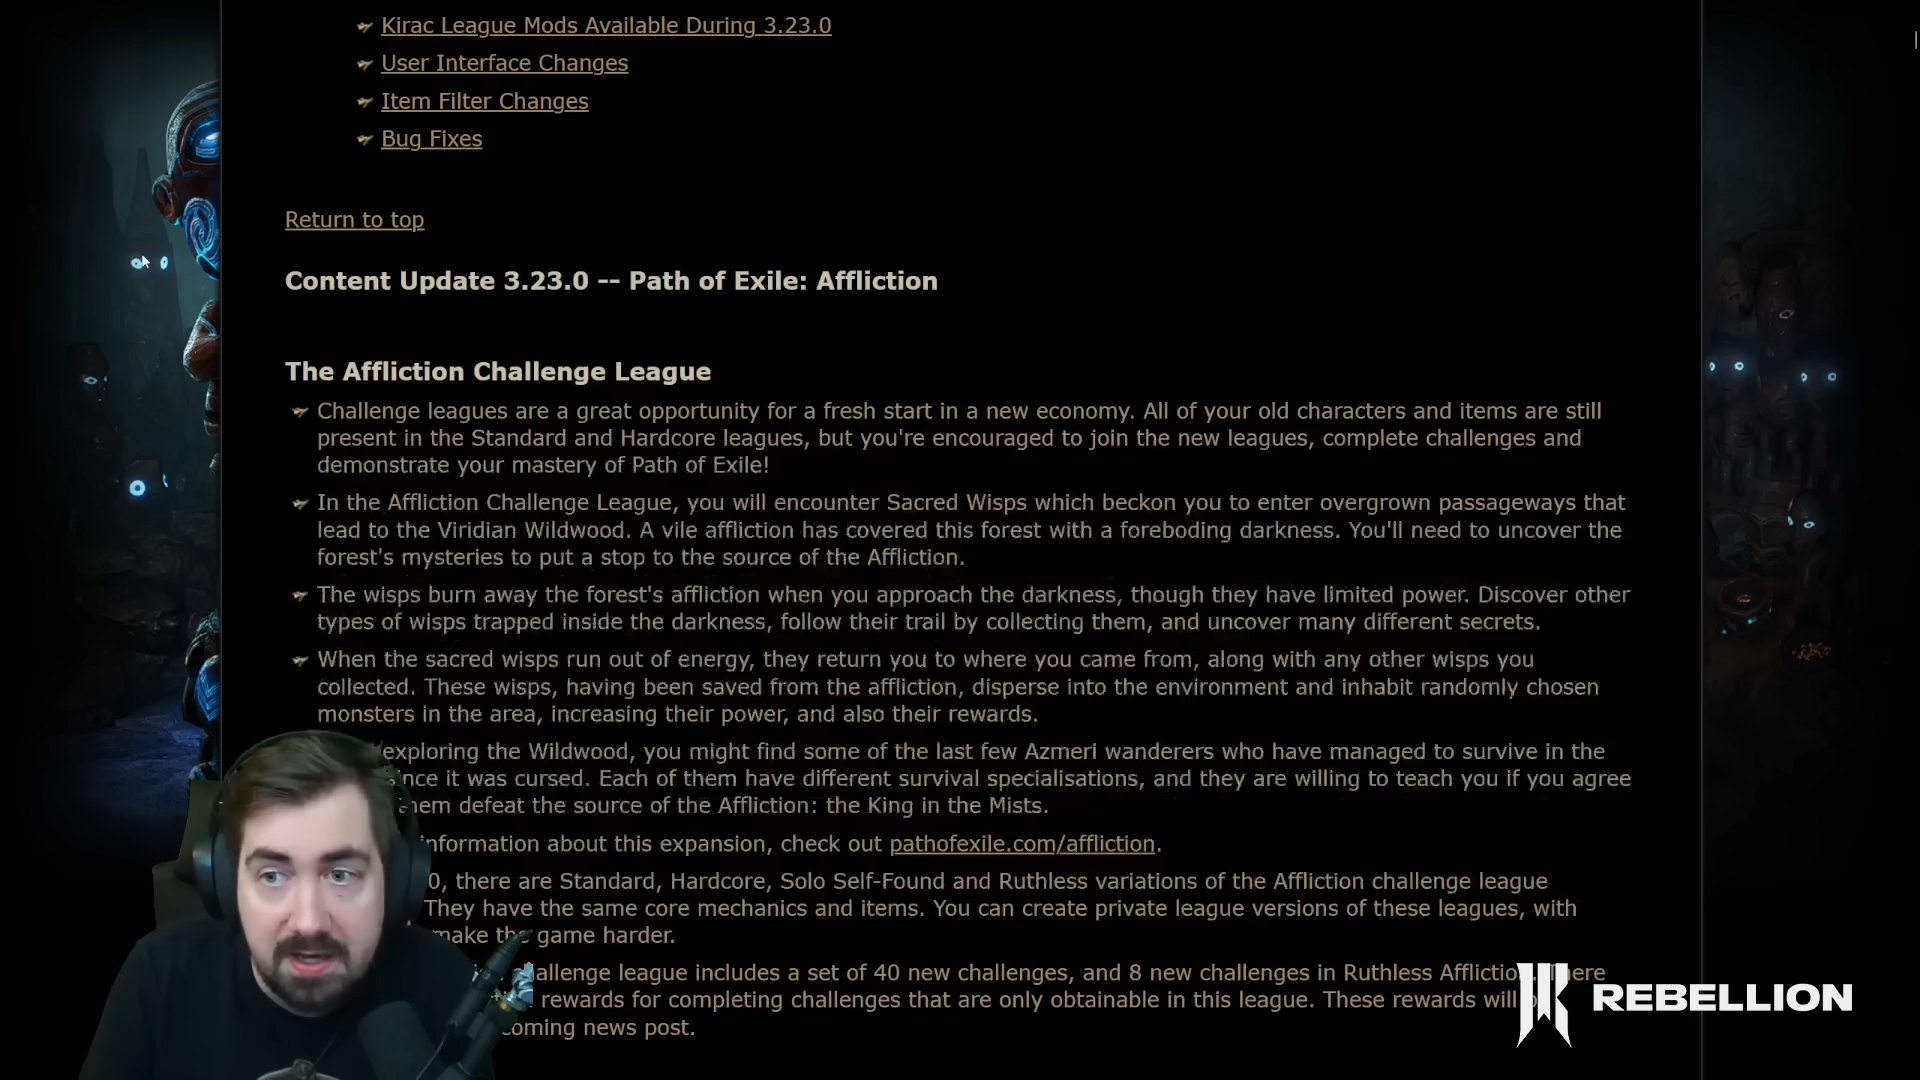 Kirac League Mods Available During 3.23.0
User Interface Changes
Item Filter Changes
Bug Fixes
Return to top
Content Update 3.23.0 -- Path of Exile: Affliction
The Affliction Challenge League
Challenge leagues are a great opportunity for a fresh start in a new economy. All of your old characters and items are still
present in the Standard and Hardcore leagues, but you're encouraged to join the new leagues, complete challenges and
demonstrate your mastery of Path of Exile!
In the Affliction Challenge League, you will encounter Sacred Wisps which beckon you to enter overgrown passageways that
lead to the Viridian Wildwood. A vile affliction has covered this forest with a foreboding darkness. You'll need to uncover the
forest's mysteries to put a stop to the source of the Affliction.
The wisps burn away the forest's affliction when you approach the darkness, though they have limited power. Discover other
types of wisps trapped inside the darkness, follow their trail by collecting them, and uncover many different secrets.
When the sacred wisps run out of energy, they return you to where you came from, along with any other wisps you
collected. These wisps, having been saved from the affliction, disperse into the environment and inhabit randomly chosen
monsters in the area, increasing their power, and also their rewards.
exploring the Wildwood, you might find some of the last few Azmeri wanderers who have managed to survive in the
it was cursed. Each of them have different survival specialisations, and they are willing to teach you if you agree
defeat the source of the Affliction: the King in the Mists.
information about this expansion, check out pathofexile.com/affliction.
0, there are Standard, Hardcore, Solo Self-Found and Ruthless variations of the Affliction challenge league
They have the same core mechanics and items. You can create private league versions of these leagues, with
make the game harder.
allenge league includes a set of 40 new challenges, and 8 new challenges in Ruthless
rewards for completing challenges that are only obtainable in this league. These rewards will
coming news post.
REBELLION